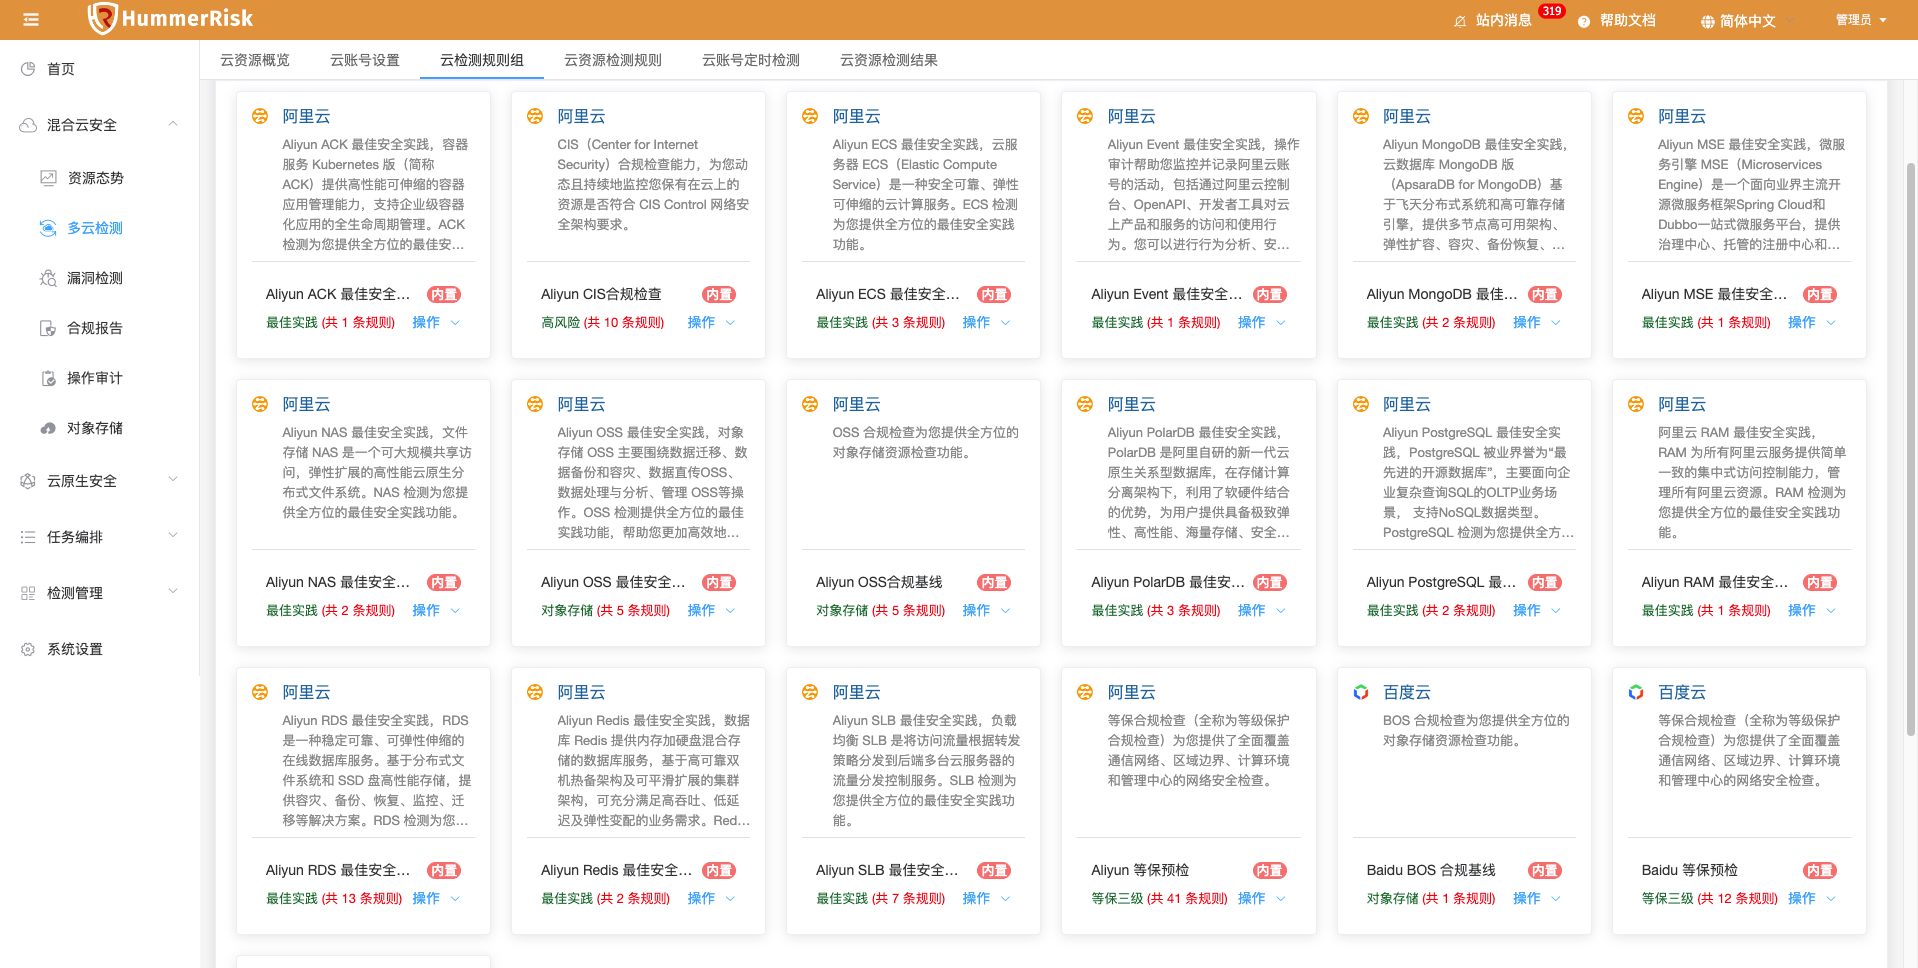 HummerRisk
站内消息 319
帮助文档
简体中文
管理员
首页
混合云安全
资源态势
多云检测
漏洞检测
合规报告
操作审计
对象存储
云原生安全
任务编排
检测管理
系统设置
云资源概览
云账号设置
云检测规则组
云资源检测规则
云账号定时检测
云资源检测结果
阿里云
Aliyun ACK 最佳安全实践，容器
服务 Kubernetes 版（简称
ACK）提供高性能可伸缩的容器
应用管理能力，支持企业级容器
化应用的全生命周期管理。ACK
检测为您提供全方位的最佳安...
Aliyun ACK 最佳安全... 内置
最佳实践 (共 1 条规则) 操作
阿里云
CIS（Center for Internet
Security）合规检查能力，为您动
态且持续地监控您保有在云上的
资源是否符合 CIS Control 网络安
全架构要求。
Aliyun CIS合规检查 内置
高风险 (共 10 条规则) 操作
阿里云
Aliyun ECS 最佳安全实践，云服
务器 ECS（Elastic Compute
Service）是一种安全可靠、弹性
可伸缩的云计算服务。ECS 检测
为您提供全方位的最佳安全实践
功能。
Aliyun ECS 最佳安全... 内置
最佳实践 (共 3 条规则) 操作
阿里云
Aliyun Event 最佳安全实践，操作
审计帮助您监控并记录阿里云账
号的活动，包括通过阿里云控制
台、OpenAPI、开发者工具对云
上产品和服务的访问和使用行
为。您可以进行行为分析、安...
Aliyun Event 最佳安全... 内置
最佳实践 (共 1 条规则) 操作
阿里云
Aliyun MongoDB 最佳安全实践，
云数据库 MongoDB 版
（ApsaraDB for MongoDB）基
于飞天分布式系统和高可靠存储
引擎，提供多节点高可用架构、
弹性扩容、容灾、备份恢复、...
Aliyun MongoDB 最佳... 内置
最佳实践 (共 2 条规则) 操作
阿里云
Aliyun MSE 最佳安全实践，微服
务引擎 MSE（Microservices
Engine）是一个面向业界主流开
源微服务框架Spring Cloud和
Dubbo一站式微服务平台，提供
治理中心、托管的注册中心和...
Aliyun MSE 最佳安全... 内置
最佳实践 (共 1 条规则) 操作
阿里云
Aliyun NAS 最佳安全实践，文件
存储 NAS 是一个可大规模共享访
问，弹性扩展的高性能云原生分
布式文件系统。NAS 检测为您提
供全方位的最佳安全实践功能。
Aliyun NAS 最佳安全... 内置
最佳实践 (共 2 条规则) 操作
阿里云
Aliyun OSS 最佳安全实践，对象
存储 OSS 主要围绕数据迁移、数
据备份和容灾、数据直传OSS、
数据处理与分析、管理 OSS等操
作。OSS 检测提供全方位的最佳
实践功能，帮助您更加高效地...
Aliyun OSS 最佳安全... 内置
对象存储 (共 5 条规则) 操作
阿里云
OSS 合规检查为您提供全方位的
对象存储资源检查功能。
Aliyun OSS合规基线 内置
对象存储 (共 5 条规则) 操作
阿里云
Aliyun PolarDB 最佳安全实践，
PolarDB 是阿里自研的新一代云
原生关系型数据库，在存储计算
分离架构下，利用了软硬件结合
的优势，为用户提供具备极致弹
性、高性能、海量存储、安全...
Aliyun PolarDB 最佳安... 内置
最佳实践 (共 3 条规则) 操作
阿里云
Aliyun PostgreSQL 最佳安全实
践，PostgreSQL 被业界誉为“最
先进的开源数据库”，主要面向企
业复杂查询SQL的OLTP业务场
景， 支持NoSQL数据类型。
PostgreSQL 检测为您提供全方...
Aliyun PostgreSQL 最... 内置
最佳实践 (共 2 条规则) 操作
阿里云
阿里云 RAM 最佳安全实践，
RAM 为所有阿里云服务提供简单
一致的集中式访问控制能力，管
理所有阿里云资源。RAM 检测为
您提供全方位的最佳安全实践功
能。
Aliyun RAM 最佳安全... 内置
最佳实践 (共 1 条规则) 操作
阿里云
Aliyun RDS 最佳安全实践，RDS
是一种稳定可靠、可弹性伸缩的
在线数据库服务。基于分布式文
件系统和 SSD 盘高性能存储，提
供容灾、备份、恢复、监控、迁
移等解决方案。RDS 检测为您...
Aliyun RDS 最佳安全... 内置
最佳实践 (共 13 条规则) 操作
阿里云
Aliyun Redis 最佳安全实践，数据
库 Redis 提供内存加硬盘混合存
储的数据库服务，基于高可靠双
机热备架构及可平滑扩展的集群
架构，可充分满足高吞吐、低延
迟及弹性变配的业务需求。Red...
Aliyun Redis 最佳安全... 内置
最佳实践 (共 2 条规则) 操作
阿里云
Aliyun SLB 最佳安全实践，负载
均衡 SLB 是将访问流量根据转发
策略分发到后端多台云服务器的
流量分发控制服务。SLB 检测为
您提供全方位的最佳安全实践功
能。
Aliyun SLB 最佳安全... 内置
最佳实践 (共 7 条规则) 操作
阿里云
等保合规检查（全称为等级保护
合规检查）为您提供了全面覆盖
通信网络、区域边界、计算环境
和管理中心的网络安全检查。
Aliyun 等保预检 内置
等保三级 (共 41 条规则) 操作
百度云
BOS 合规检查为您提供全方位的
对象存储资源检查功能。
Baidu BOS 合规基线 内置
对象存储 (共 1 条规则) 操作
百度云
等保合规检查（全称为等级保护
合规检查）为您提供了全面覆盖
通信网络、区域边界、计算环境
和管理中心的网络安全检查。
Baidu 等保预检 内置
等保三级 (共 12 条规则) 操作